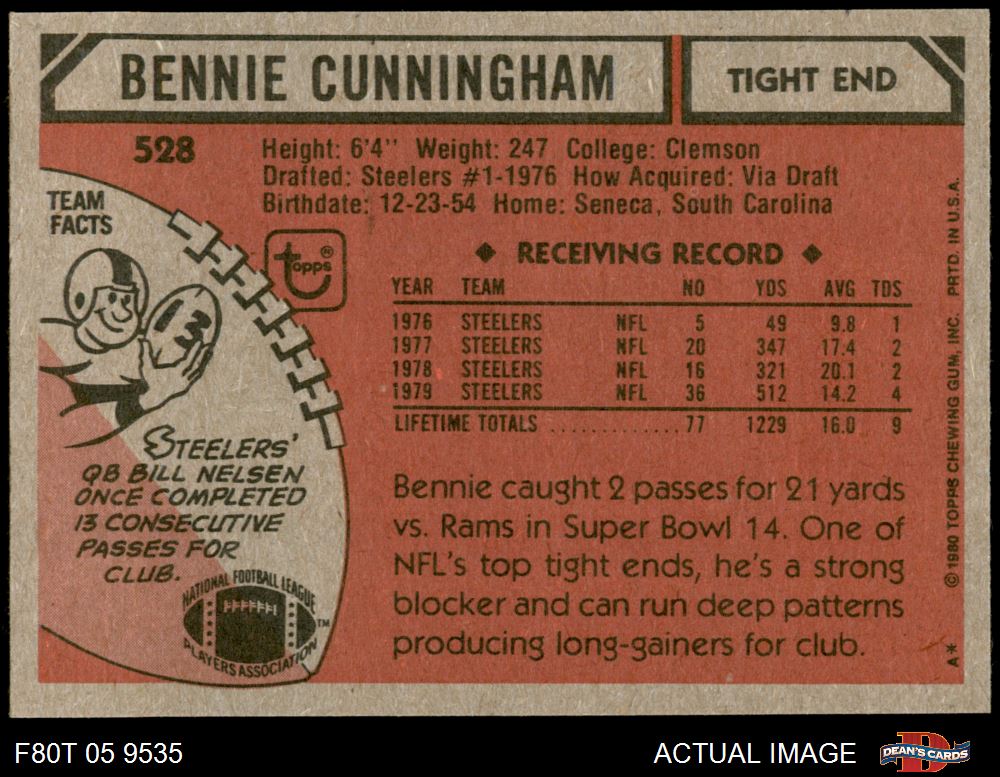 BENNIE CUNNINGHAM
TIGHT END
528
Height: 6'4" Weight: 247 College: Clemson
Drafted: Steelers #1-1976 How Acquired: Via Draft
Birthdate: 12-23-54 Home: Seneca, South Carolina
TEAM
FACTS
13
STEELERS'
QB BILL NELSEN
ONCE COMPLETED
13 CONSECUTIVE
PASSES FOR
CLUB.
NATIONAL FOOTBALL LEAGUE
PLAYERS ASSOCIATION
TM
topps®
◆ RECEIVING RECORD ◆
YEAR TEAM NO YDS AVG TDS
1976 STEELERS NFL 5 49 9.8 1
1977 STEELERS NFL 20 347 17.4 2
1978 STEELERS NFL 16 321 20.1 2
1979 STEELERS NFL 36 512 14.2 4
LIFETIME TOTALS ............ 77 1229 16.0 9
Bennie caught 2 passes for 21 yards
vs. Rams in Super Bowl 14. One of
NFL's top tight ends, he's a strong
blocker and can run deep patterns
producing long-gainers for club.
A* © 1980 TOPPS CHEWING GUM, INC. PRTD. IN U.S.A.
F80T 05 9535
ACTUAL IMAGE
DEAN'S CARDS